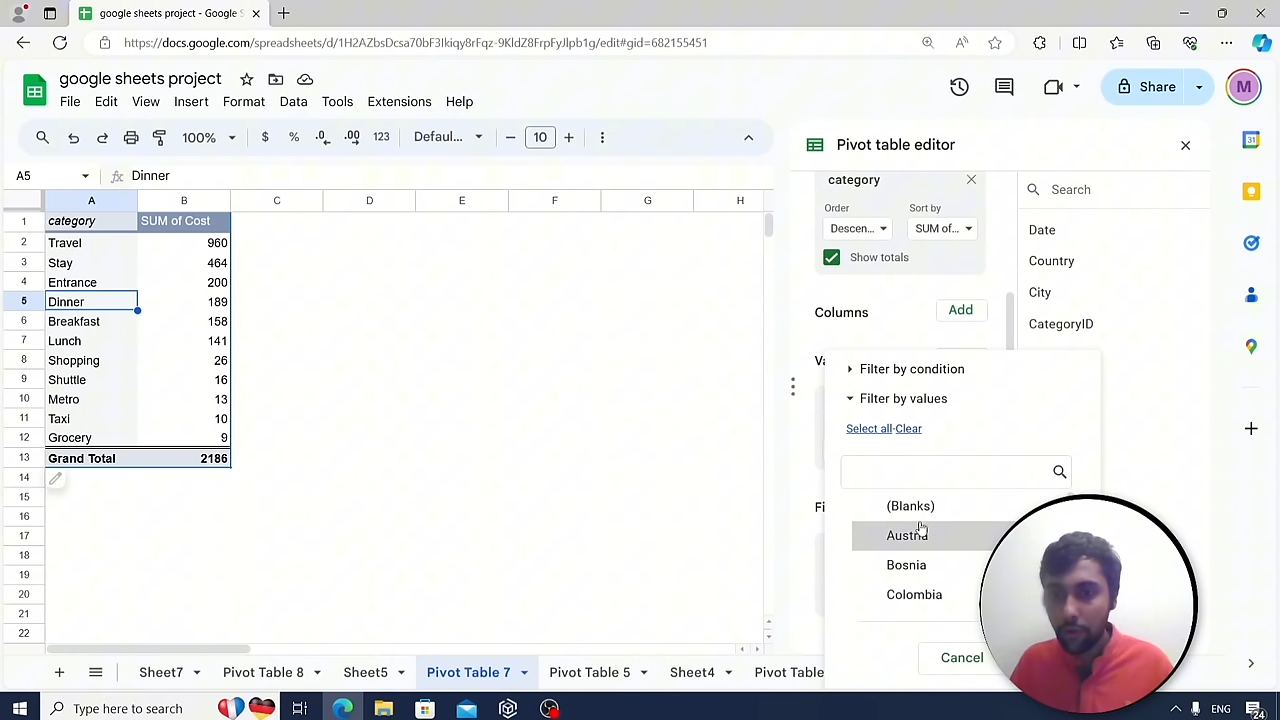 google sheets project
https://docs.google.com/spreadsheets/d/1H2AZbsDcsa70bF3Ikiqy8rFqz-9KldZ8FrpFyJlpb1g/edit#gid=682155451
google sheets project
File Edit View Insert Format Data Tools Extensions Help
Share
M
100% $ % .0 .00 123 Defaul... 10
A5 fx Dinner
Pivot table editor
A B C D E F G H
1 category SUM of Cost
2 Travel 960
3 Stay 464
4 Entrance 200
5 Dinner 189
6 Breakfast 158
7 Lunch 141
8 Shopping 26
9 Shuttle 16
10 Metro 13
11 Taxi 10
12 Grocery 9
13 Grand Total 2186
14
15
16
17
18
19
20
21
22
category
Order Sort by
Descen... SUM of...
Show totals
Columns Add
Filter by condition
Filter by values
Select all-Clear
(Blanks)
Austria
Bosnia
Colombia
Cancel
Search
Date
Country
City
CategoryID
31
Sheet7 Pivot Table 8 Sheet5 Pivot Table 7 Pivot Table 5 Sheet4 Pivot Table
Type here to search
ENG
24